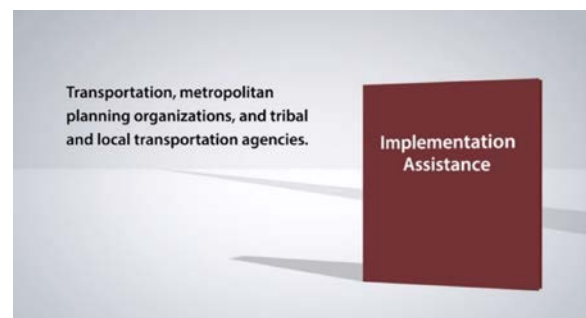 Transportation, metropolitan
planning organizations, and tribal
and local transportation agencies.
Implementation
Assistance